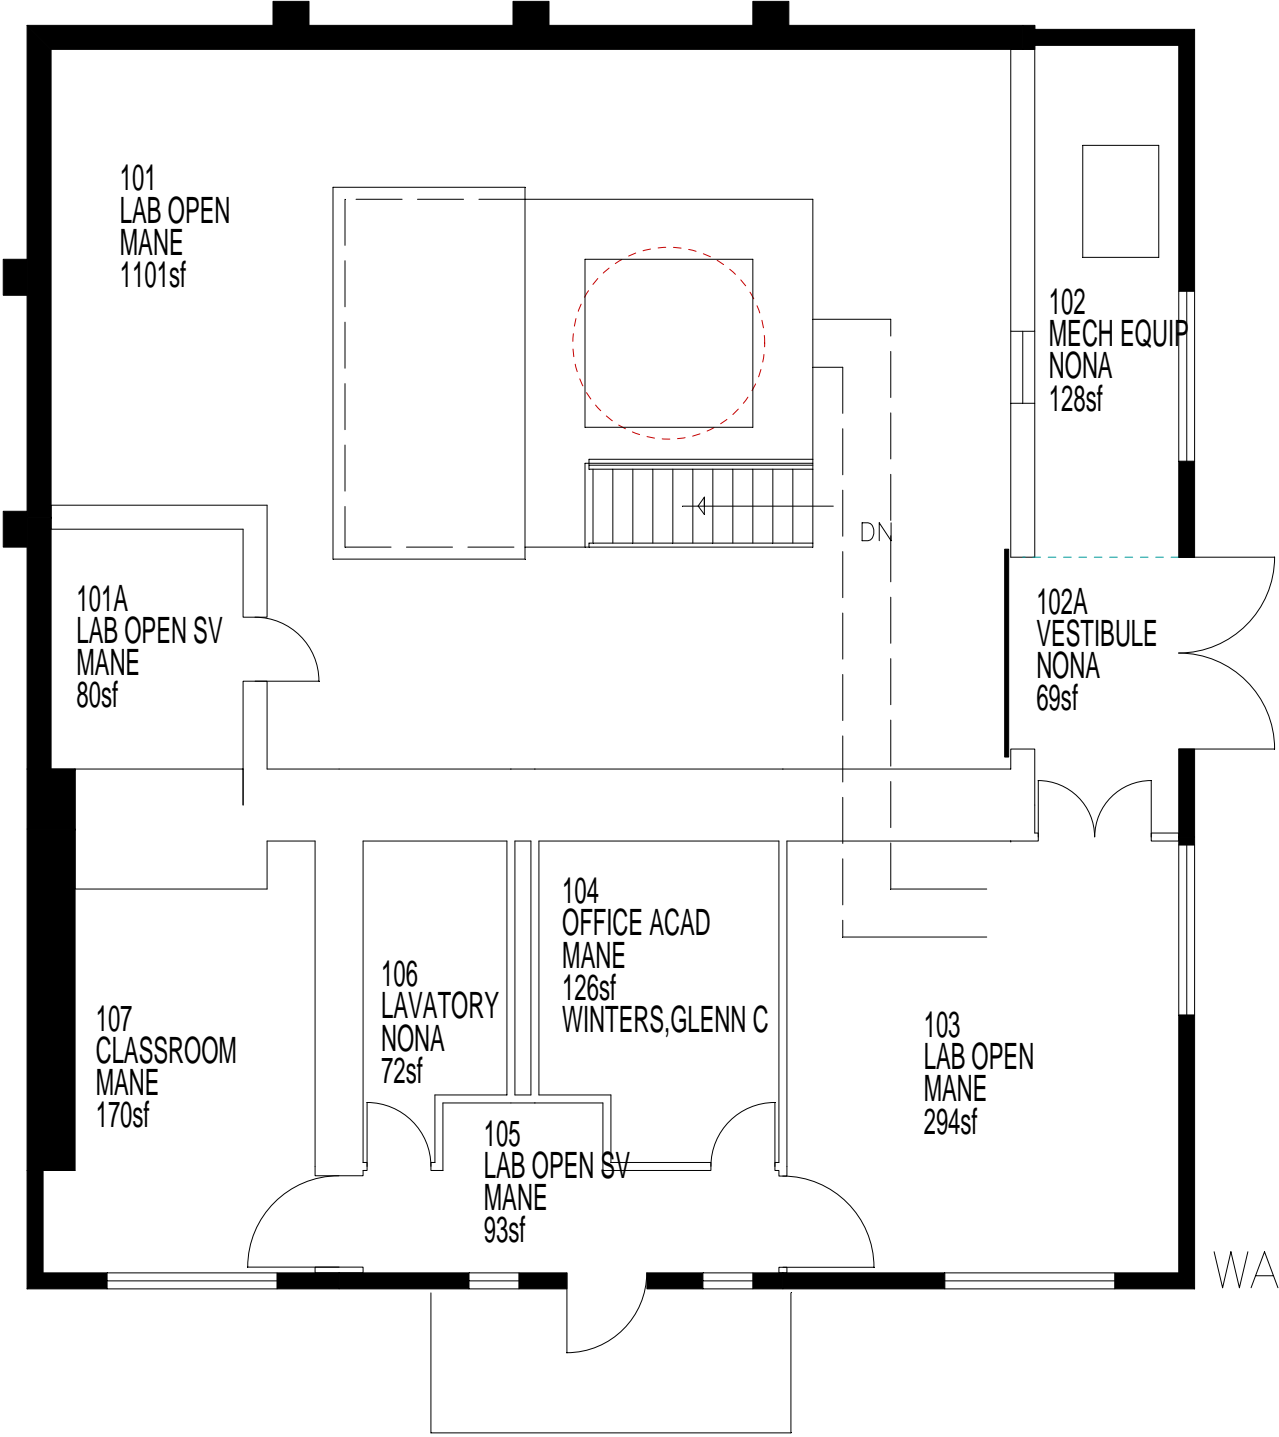 101
LAB OPEN
MANE
1101sf
102
MECH EQUIP
NONA
128sf
DN
101A
LAB OPEN SV
MANE
80sf
102A
VESTIBULE
NONA
69sf
104
OFFICE ACAD
MANE
126sf
WINTERS,GLENN C
106
LAVATORY
NONA
72sf
107
CLASSROOM
MANE
170sf
103
LAB OPEN
MANE
294sf
105
LAB OPEN SV
MANE
93sf
WA